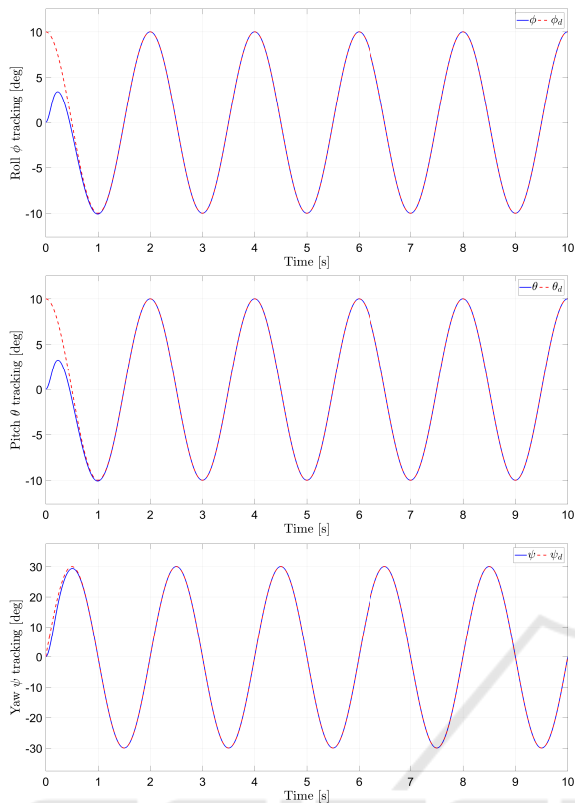 Roll ϕ tracking [deg]
ϕ ϕ_d
10
5
0
-5
-10
0 1 2 3 4 5 6 7 8 9 10
Time [s]
Pitch θ tracking [deg]
θ θ_d
10
5
0
-5
-10
0 1 2 3 4 5 6 7 8 9 10
Time [s]
Yaw ψ tracking [deg]
ψ ψ_d
30
20
10
0
-10
-20
-30
0 1 2 3 4 5 6 7 8 9 10
Time [s]